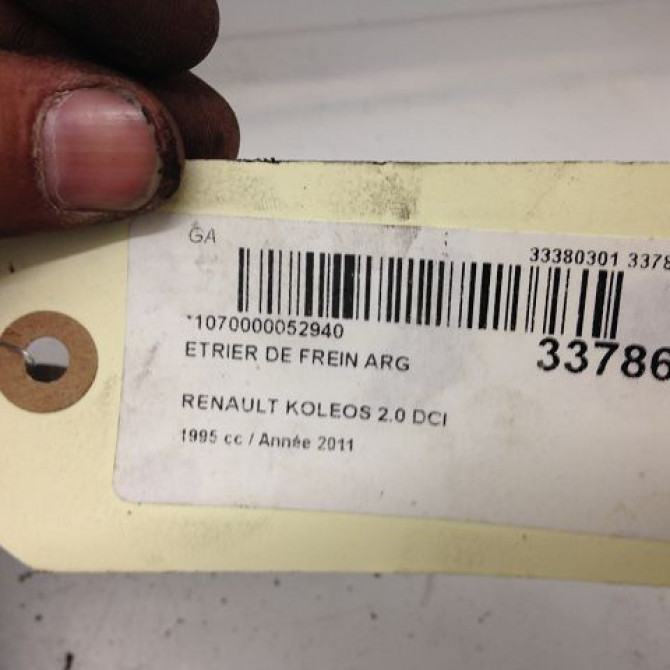 GA
33380301 3378
*1070000052940
33786
ETRIER DE FREIN ARG
RENAULT KOLEOS 2.0 DCI
1995 cc / Année 2011